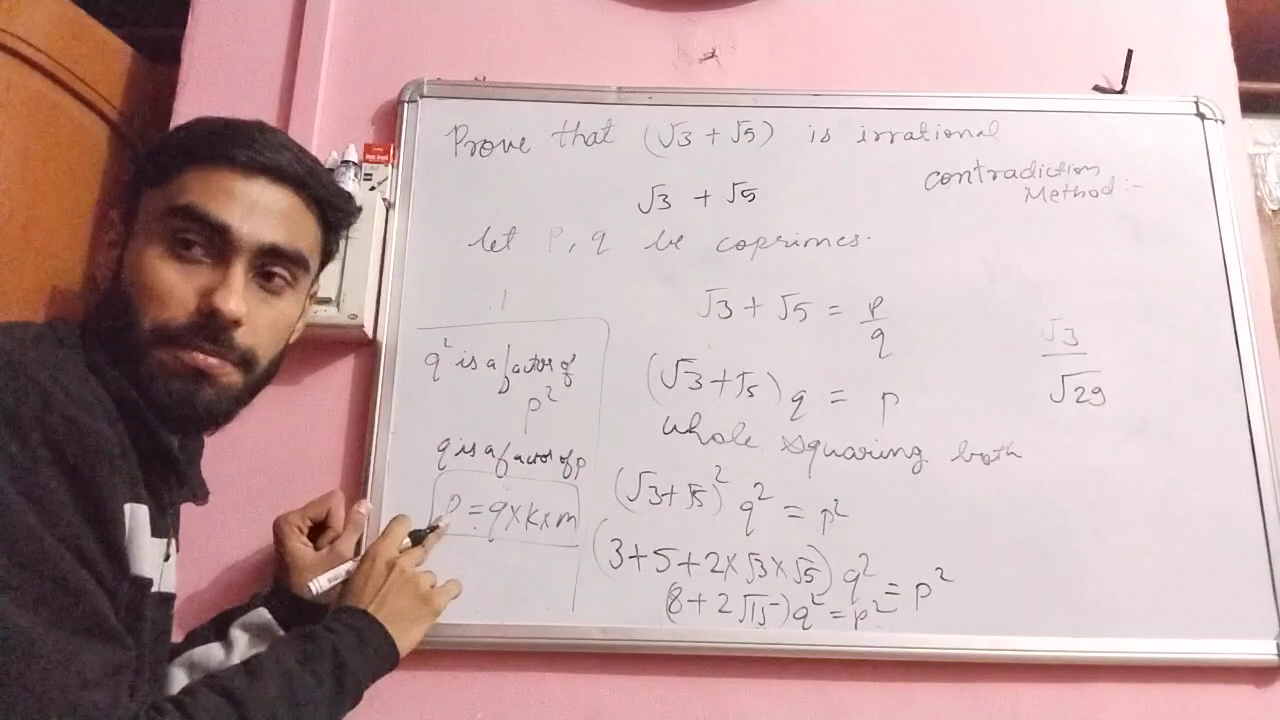 Prove that (√3 + √5) is irrational
contradiction
Method:-
√3 + √5
let P, q be coprimes.
√3 + √5 = p/q
(√3+√5) q = p
whole squaring both
(√3+√5)² q² = p²
(3+5+2×√3×√5) q² = p²
(8+2√15) q² = p²
q² is a factor of
p²
q is a factor of p
P = q×k×m
√3
√29